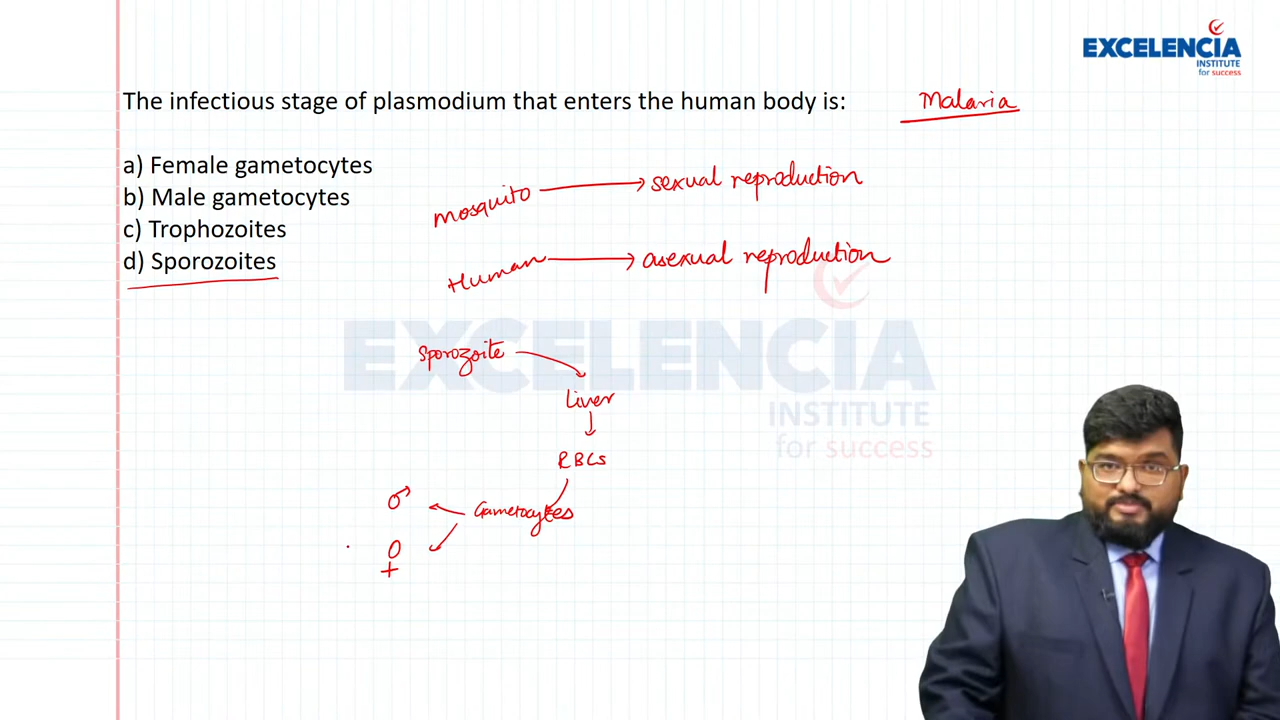 EXCELENCIA
INSTITUTE
for success
The infectious stage of plasmodium that enters the human body is:
Malaria
a) Female gametocytes
b) Male gametocytes
c) Trophozoites
d) Sporozoites
Mosquito sexual reproduction
Human asexual reproduction
EXCELENCIA
INSTITUTE
for success
Sporozoite
Liver
RBCs
♂ Gametocytes
♀